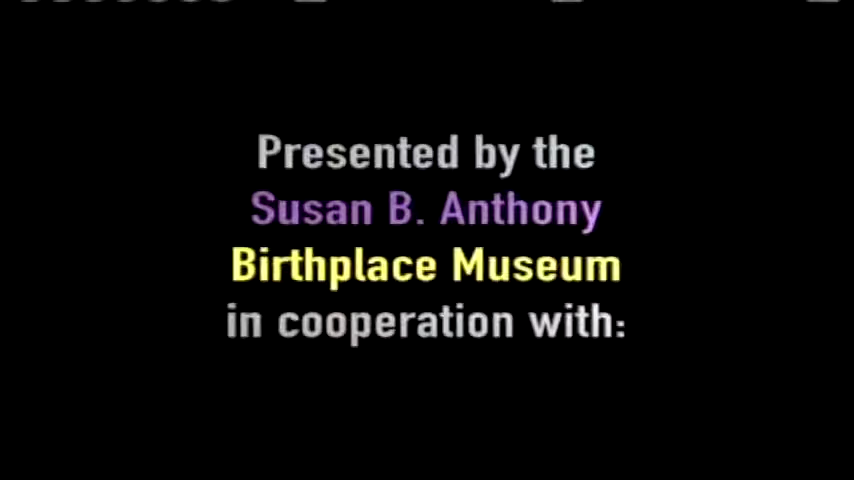 Presented by the
Susan B. Anthony
Birthplace Museum
in cooperation with: